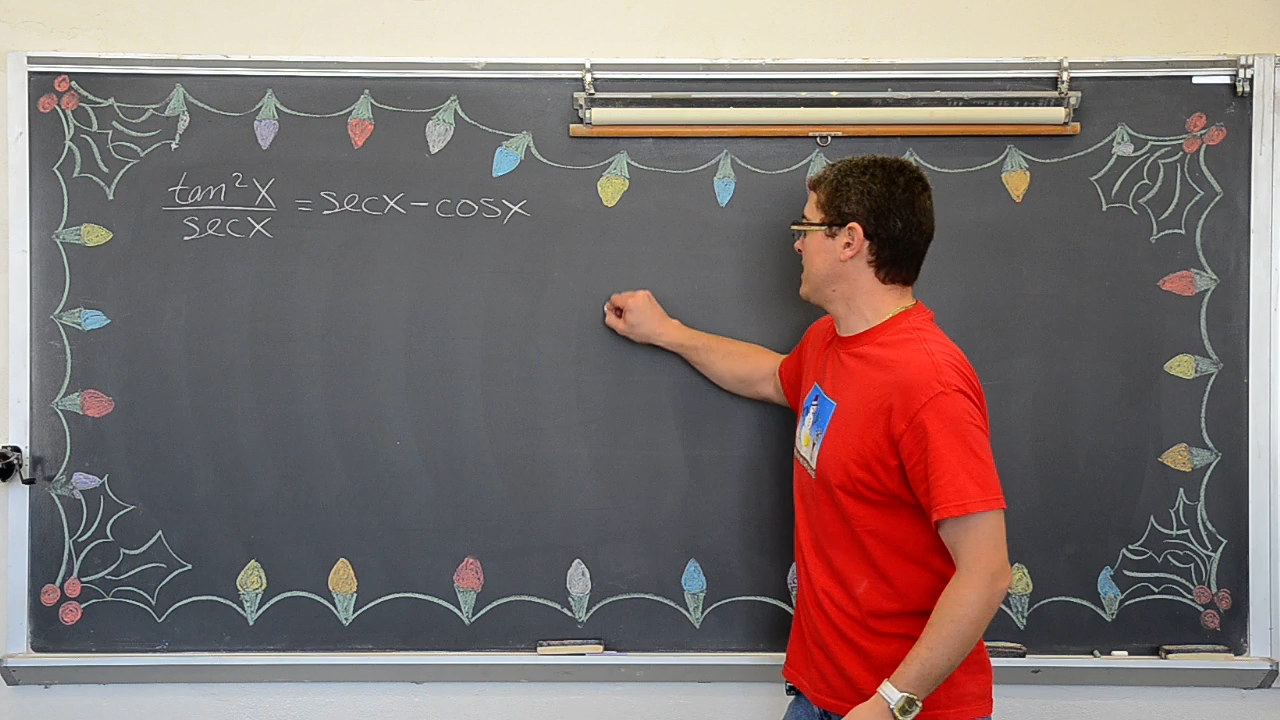 tan²x / secx = secx - cosx